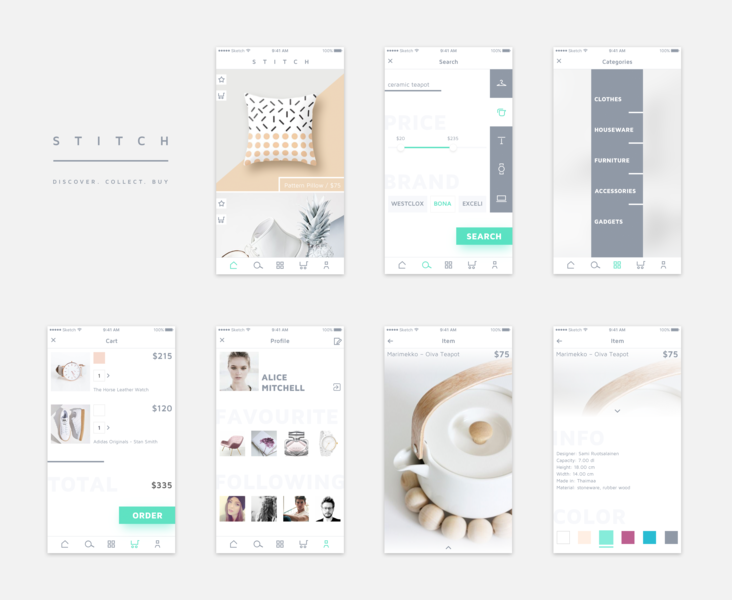 S T I T C H
DISCOVER. COLLECT. BUY
Sketch 9:41 AM 100%
S T I T C H
Pattern Pillow - $75
Sketch 9:41 AM 100%
Search
ceramic teapot
PRICE
$235
BRAND
WESTCLOX BONA EXCELI
SEARCH
Sketch 9:41 AM 100%
Categories
CLOTHES
HOUSEWARE
FURNITURE
ACCESSORIES
GADGETS
Sketch 9:41 AM 100%
Cart
$215
1
The Horse Leather Watch
$120
1
Adidas Originals - Stan Smith
TOTAL
$335
ORDER
Sketch 9:41 AM 100%
Profile
ALICE
MITCHELL
FAVOURITE
FOLLOWING
Sketch 9:41 AM 100%
Item
Marimekko - Oiva Teapot $75
Sketch 9:41 AM 100%
Item
Marimekko - Oiva Teapot $75
INFO
Designer: Sami Ruotsalainen
Capacity: 7.00 dl
Height: 18.00 cm
Width: 14.00 cm
Made in: Thaimaa
Material: stoneware, rubber wood
COLOR